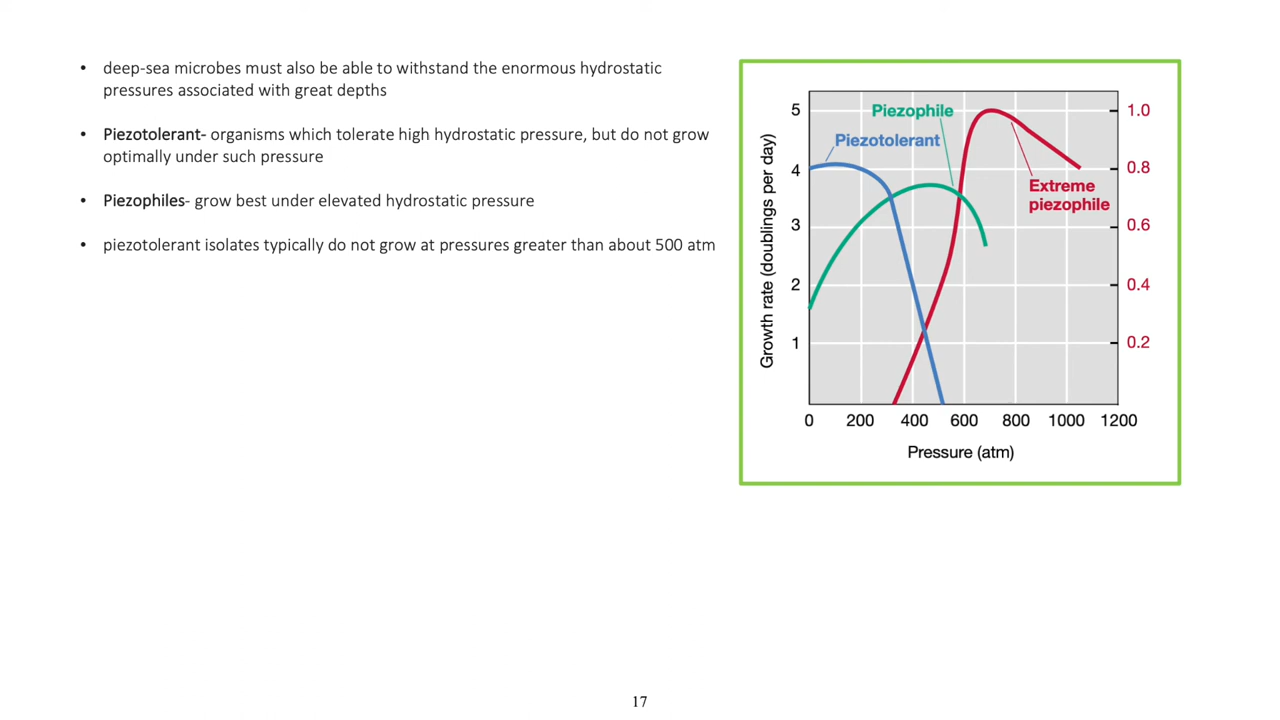 • deep-sea microbes must also be able to withstand the enormous hydrostatic
pressures associated with great depths
• Piezotolerant- organisms which tolerate high hydrostatic pressure, but do not grow
optimally under such pressure
• Piezophiles- grow best under elevated hydrostatic pressure
• piezotolerant isolates typically do not grow at pressures greater than about 500 atm
Growth rate (doublings per day)
5
4
3
2
1
Piezophile
Piezotolerant
Extreme
piezophile
1.0
0.8
0.6
0.4
0.2
0 200 400 600 800 1000 1200
Pressure (atm)
17